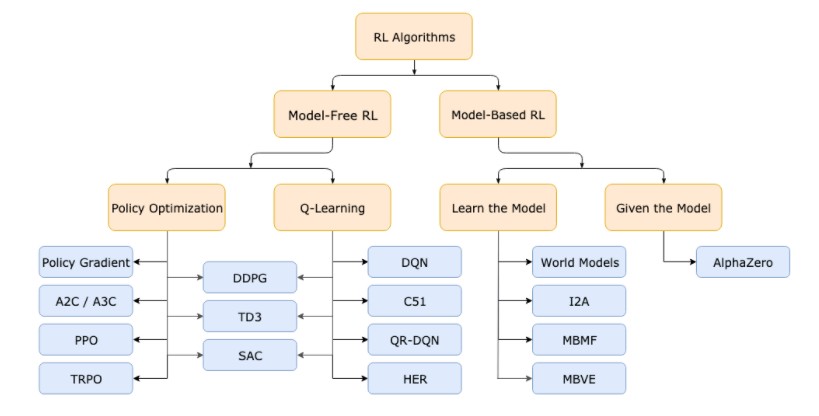 RL Algorithms
Model-Free RL
Model-Based RL
Policy Optimization
Q-Learning
Learn the Model
Given the Model
Policy Gradient
A2C / A3C
PPO
TRPO
DDPG
TD3
SAC
DQN
C51
QR-DQN
HER
World Models
I2A
MBMF
MBVE
AlphaZero